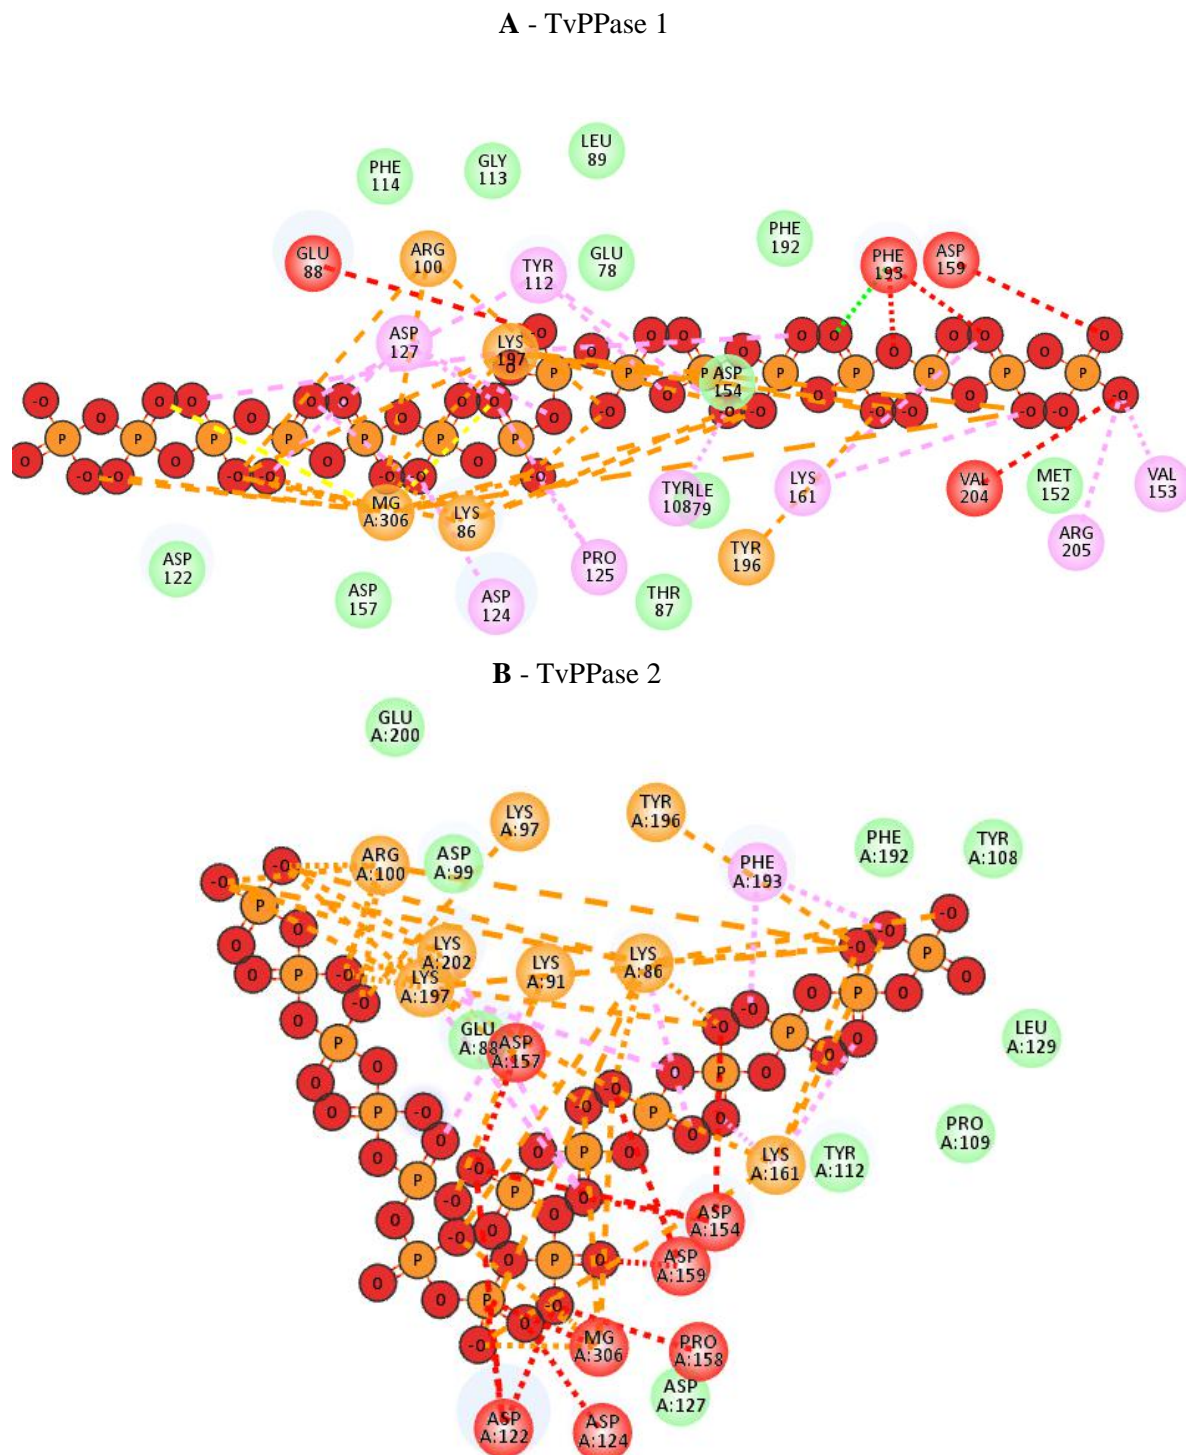 A - TvPPase 1
LEU
89
PHE
114
GLY
113
PHE
192
GLU
88
ARG
100
TYR
112
GLU
78
PHE
193
ASP
159
ASP
127
LYS
197
ASP
154
MG
A:306
LYS
86
TYR
108
ILE
79
LYS
161
VAL
204
MET
152
VAL
153
ARG
205
TYR
196
PRO
125
ASP
122
ASP
157
ASP
124
THR
87
B - TvPPase 2
GLU
A:200
LYS
A:97
TYR
A:196
ARG
A:100
ASP
A:99
PHE
A:193
PHE
A:192
TYR
A:108
LYS
A:202
LYS
A:197
LYS
A:91
LYS
A:86
GLU
A:88
ASP
A:157
LEU
A:129
PRO
A:109
LYS
A:161
TYR
A:112
ASP
A:154
ASP
A:159
MG
A:306
PRO
A:158
ASP
A:127
ASP
A:122
ASP
A:124